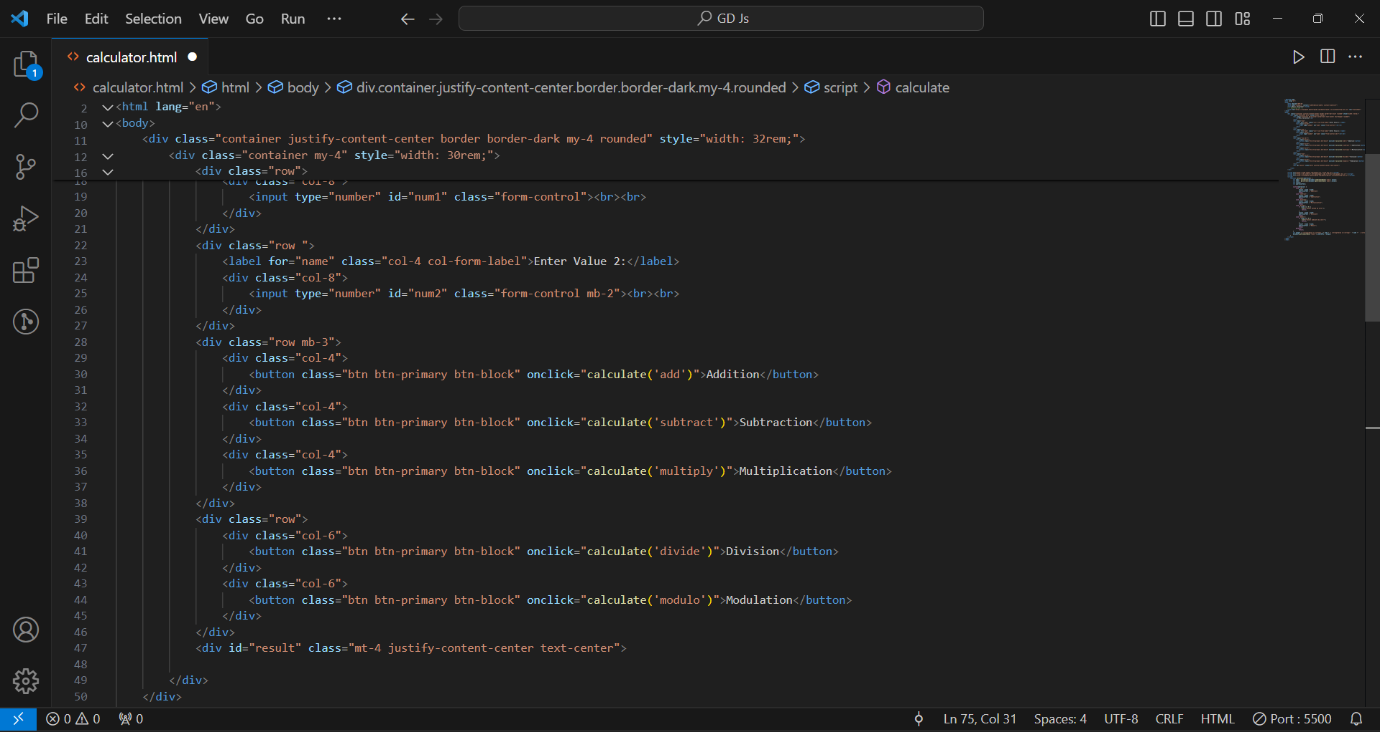 File Edit Selection View Go Run ··· GD Js
calculator.html
calculator.html > html > body > div.container.justify-content-center.border.border-dark.my-4.rounded > script > calculate
2 <html lang="en">
10 <body>
11 <div class="container justify-content-center border border-dark my-4 rounded" style="width: 32rem;">
12 <div class="container my-4" style="width: 30rem;">
16 <div class="row">
18 <div class="col-8">
19 <input type="number" id="num1" class="form-control"><br><br>
20 </div>
21 </div>
22 <div class="row ">
23 <label for="name" class="col-4 col-form-label">Enter Value 2:</label>
24 <div class="col-8">
25 <input type="number" id="num2" class="form-control mb-2"><br><br>
26 </div>
27 </div>
28 <div class="row mb-3">
29 <div class="col-4">
30 <button class="btn btn-primary btn-block" onclick="calculate('add')">Addition</button>
31 </div>
32 <div class="col-4">
33 <button class="btn btn-primary btn-block" onclick="calculate('subtract')">Subtraction</button>
34 </div>
35 <div class="col-4">
36 <button class="btn btn-primary btn-block" onclick="calculate('multiply')">Multiplication</button>
37 </div>
38 </div>
39 <div class="row">
40 <div class="col-6">
41 <button class="btn btn-primary btn-block" onclick="calculate('divide')">Division</button>
42 </div>
43 <div class="col-6">
44 <button class="btn btn-primary btn-block" onclick="calculate('modulo')">Modulation</button>
45 </div>
46 </div>
47 <div id="result" class="mt-4 justify-content-center text-center">
48
49 </div>
50 </div>
1
0 0 0 Ln 75, Col 31 Spaces: 4 UTF-8 CRLF HTML Port : 5500